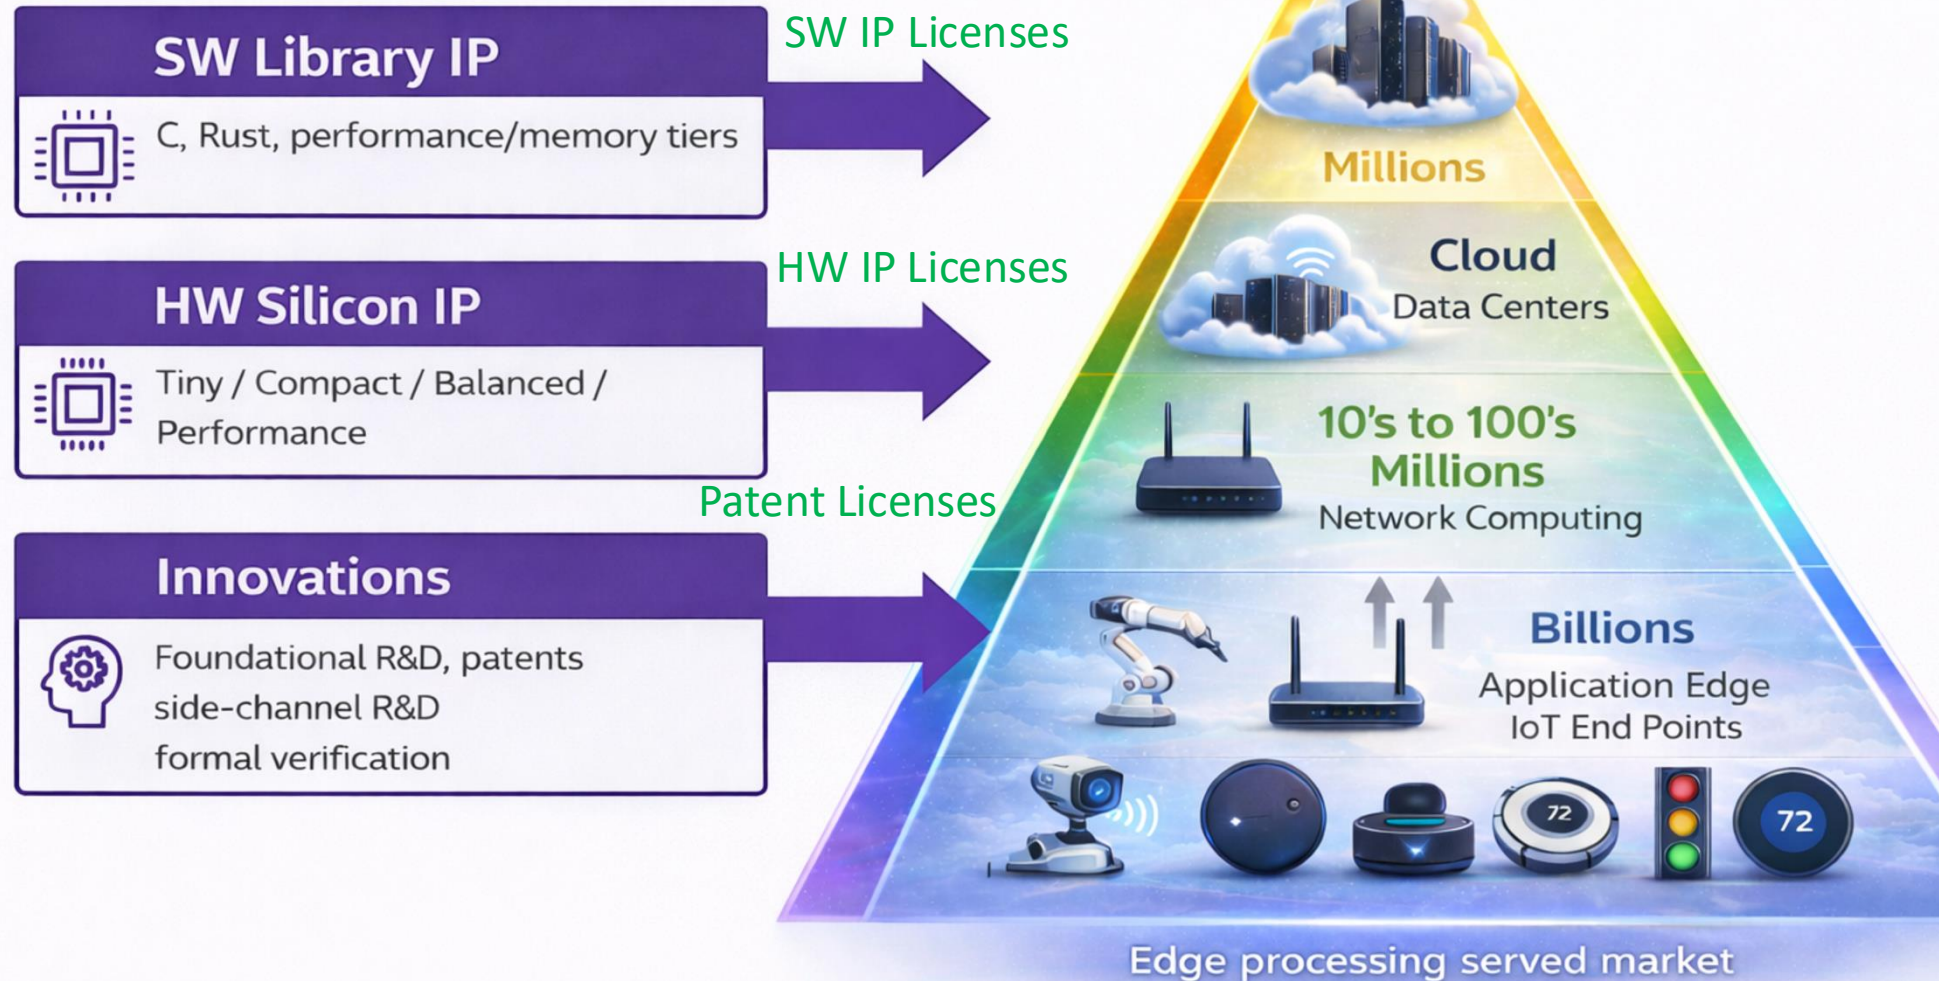 SW Library IP
C, Rust, performance/memory tiers
SW IP Licenses
HW Silicon IP
Tiny / Compact / Balanced /
Performance
HW IP Licenses
Innovations
Foundational R&D, patents
side-channel R&D
formal verification
Patent Licenses
Millions
Cloud
Data Centers
10's to 100's
Millions
Network Computing
Billions
Application Edge
IoT End Points
72
72
Edge processing served market